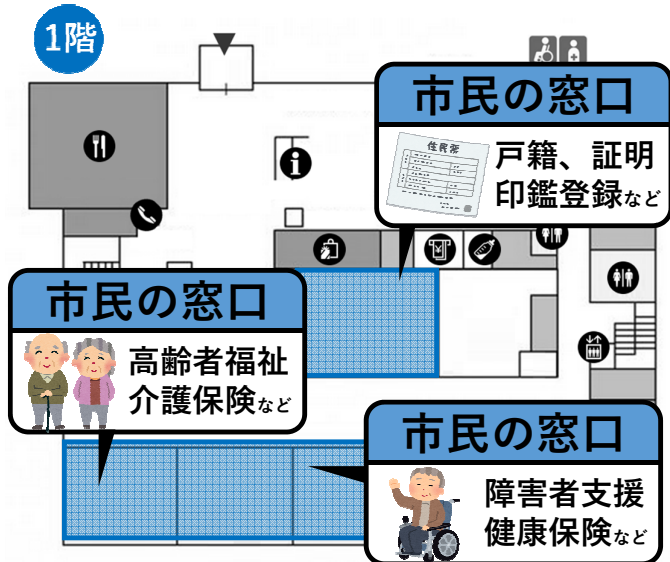 1階
市民の窓口
住民票
戸籍、証明
印鑑登録など
市民の窓口
高齢者福祉
介護保険など
市民の窓口
障害者支援
健康保険など